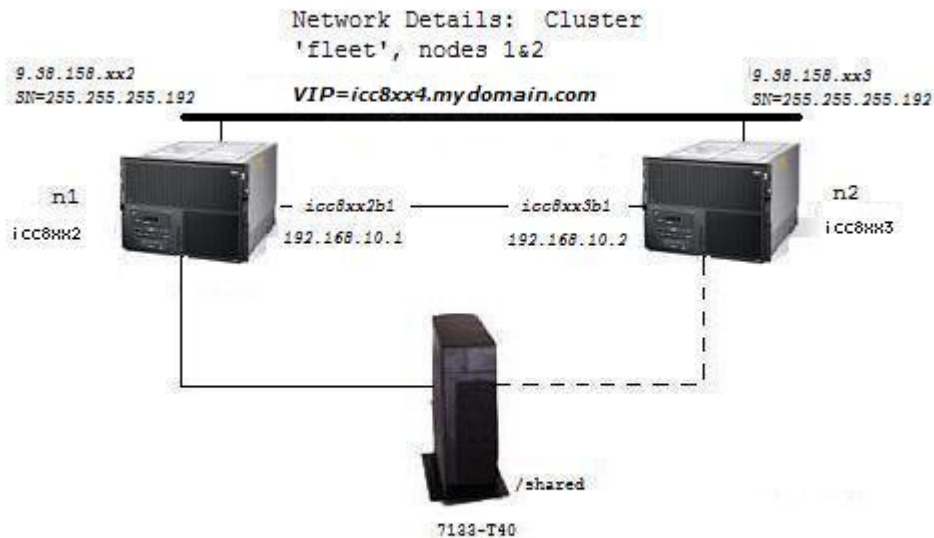 Network Details: Cluster
'fleet', nodes 1&2
9.38.158.xx2
SN=255.255.255.192
VIP=icc8xx4.mydomain.com
9.38.158.xx3
SN=255.255.255.192
n1
icc8xx2
icc8xx2b1
192.168.10.1
icc8xx3b1
192.168.10.2
n2
icc8xx3
/shared
7133-T40